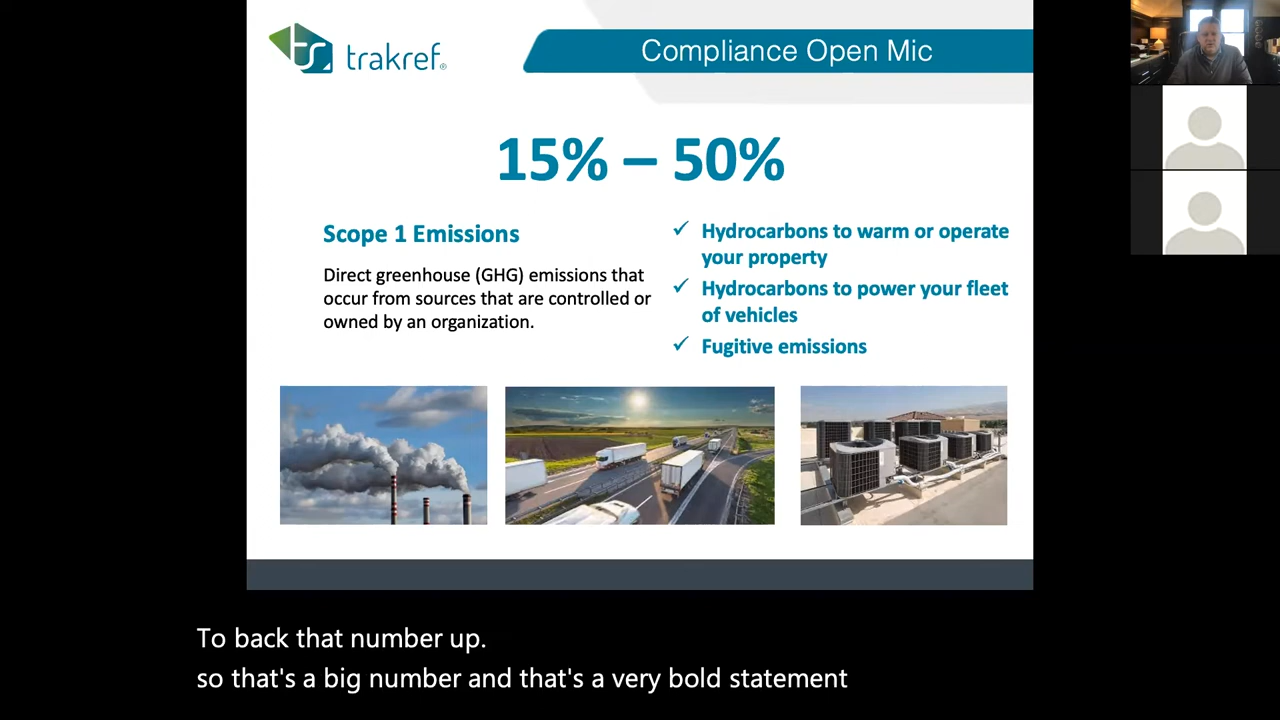 trakref®
Compliance Open Mic
15% – 50%
Scope 1 Emissions
Direct greenhouse (GHG) emissions that
occur from sources that are controlled or
owned by an organization.
✓ Hydrocarbons to warm or operate
your property
✓ Hydrocarbons to power your fleet
of vehicles
✓ Fugitive emissions
To back that number up.
so that's a big number and that's a very bold statement